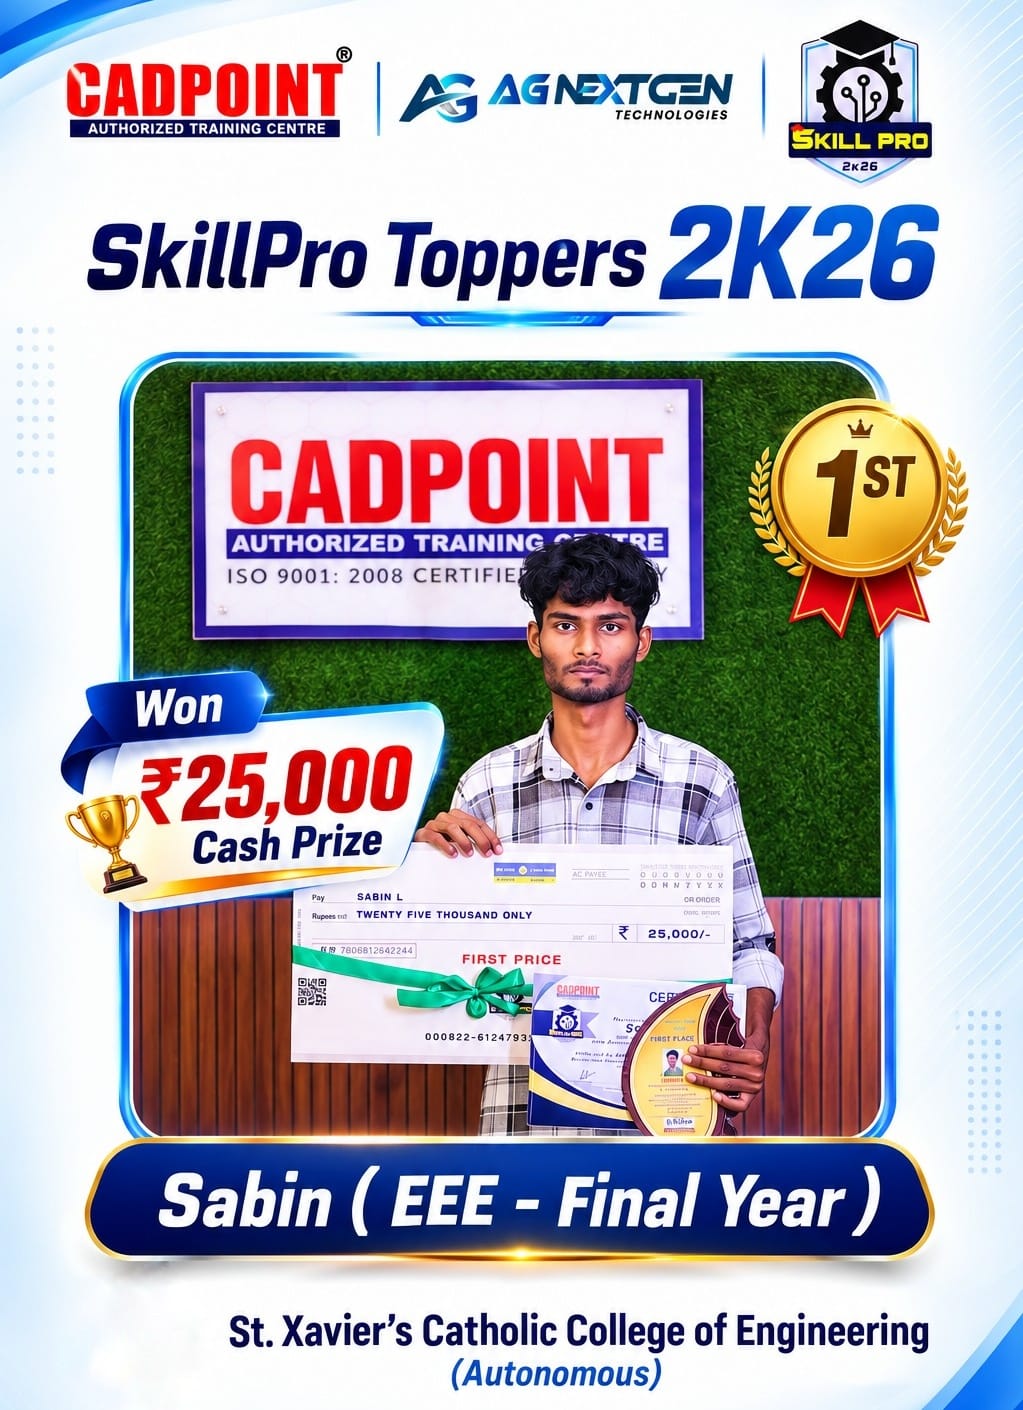 CADPOINT®
AUTHORIZED TRAINING CENTRE
AG AG NEXTGEN
TECHNOLOGIES
SKILL PRO
2K26
SkillPro Toppers 2K26
CADPOINT
AUTHORIZED TRAINING
ISO 9001: 2008
1ST
Won
₹25,000
Cash Prize
AC PAYEE
Pay SABIN L
OR ORDER
Rupees TWENTY FIVE THOUSAND ONLY
₹ 25,000/-
7806812642244
FIRST PRICE
000822-6124793
CADPOINT
FIRST PLACE
Sabin ( EEE - Final Year )
St. Xavier's Catholic College of Engineering
(Autonomous)